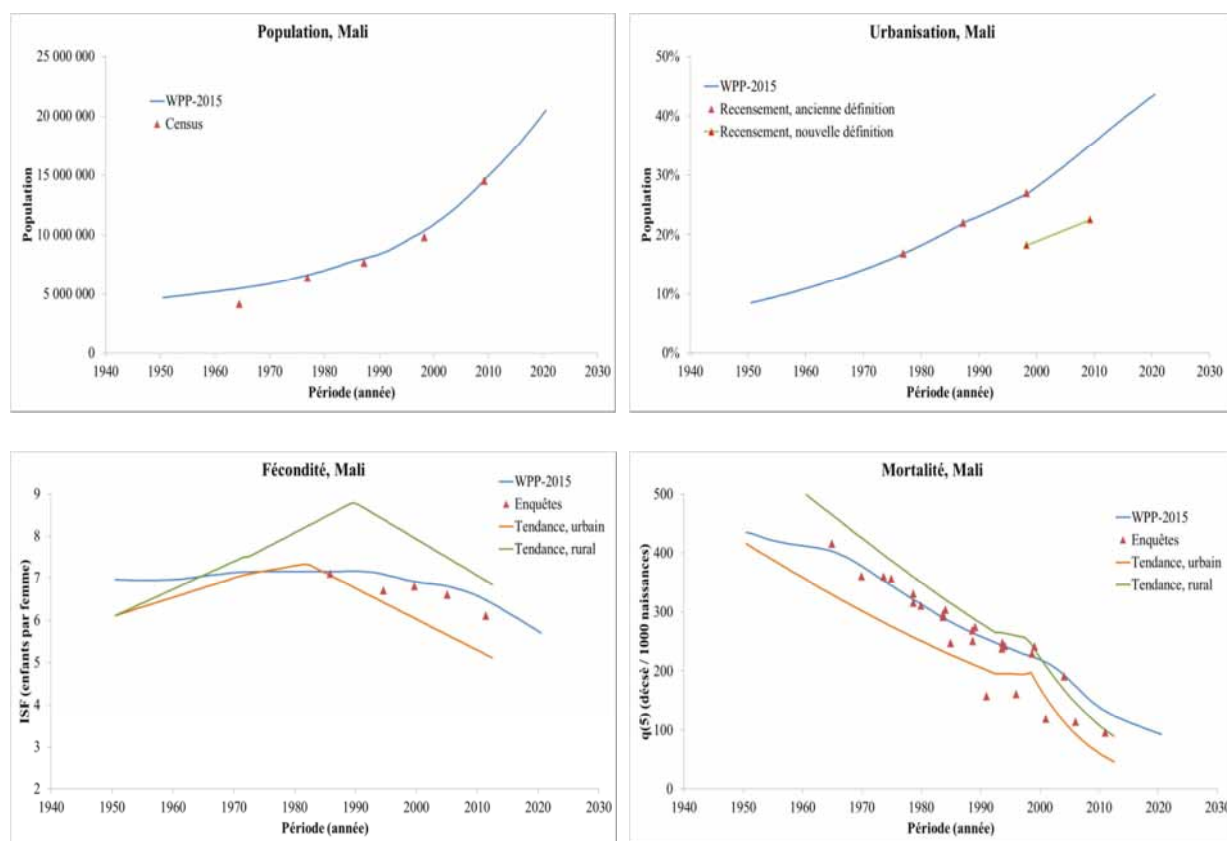 Population, Mali
25 000 000
20 000 000
15 000 000
10 000 000
5 000 000
0
Population
WPP-2015
Census
1940 1950 1960 1970 1980 1990 2000 2010 2020 2030
Période (année)
Urbanisation, Mali
50%
40%
30%
20%
10%
0%
Population
WPP-2015
Recensement, ancienne définition
Recensement, nouvelle définition
1940 1950 1960 1970 1980 1990 2000 2010 2020 2030
Période (année)
Fécondité, Mali
9
8
7
6
5
4
3
2
ISF (enfants par femme)
WPP-2015
Enquêtes
Tendance, urbain
Tendance, rural
1940 1950 1960 1970 1980 1990 2000 2010 2020 2030
Période (année)
Mortalité, Mali
500
400
300
200
100
0
q(5) (décsè / 1000 naissances)
WPP-2015
Enquêtes
Tendance, urbain
Tendance, rural
1940 1950 1960 1970 1980 1990 2000 2010 2020 2030
Période (année)